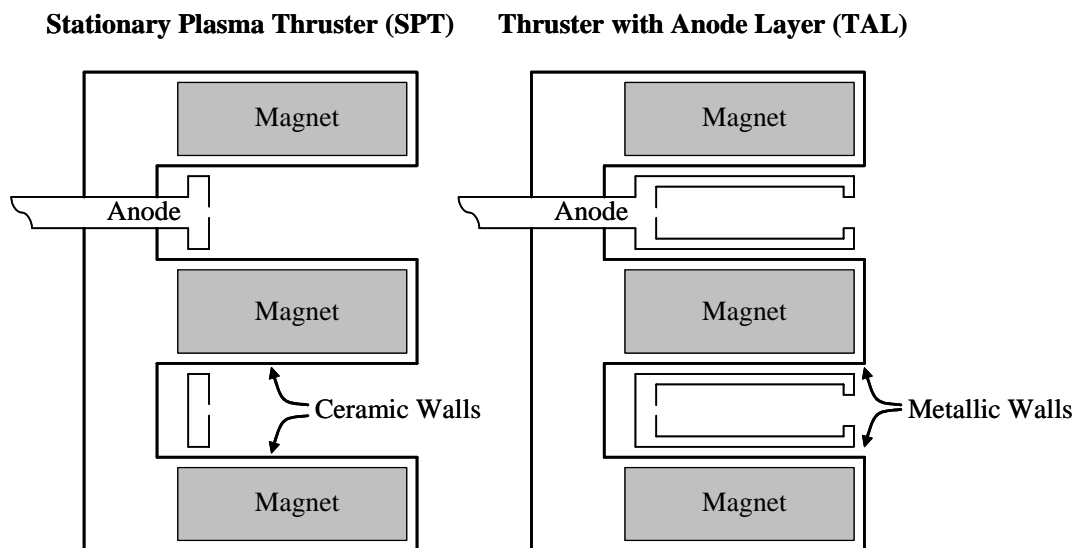 Stationary Plasma Thruster (SPT)
Thruster with Anode Layer (TAL)
Magnet
Magnet
Anode
Anode
Magnet
Magnet
Ceramic Walls
Metallic Walls
Magnet
Magnet